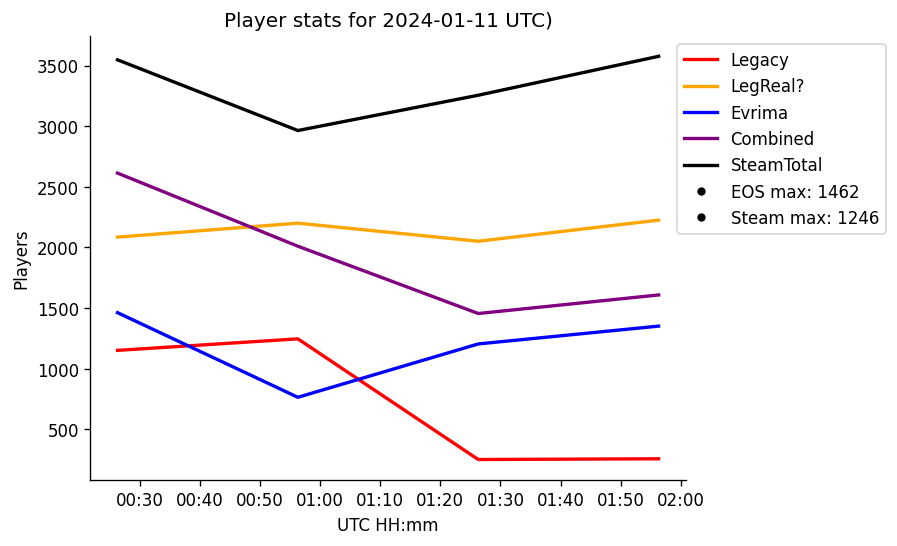 Player stats for 2024-01-11 UTC)
Legacy
LegReal?
Evrima
Combined
SteamTotal
EOS max: 1462
Steam max: 1246
Players
3500
3000
2500
2000
1500
1000
500
00:30 00:40 00:50 01:00 01:10 01:20 01:30 01:40 01:50 02:00
UTC HH:mm